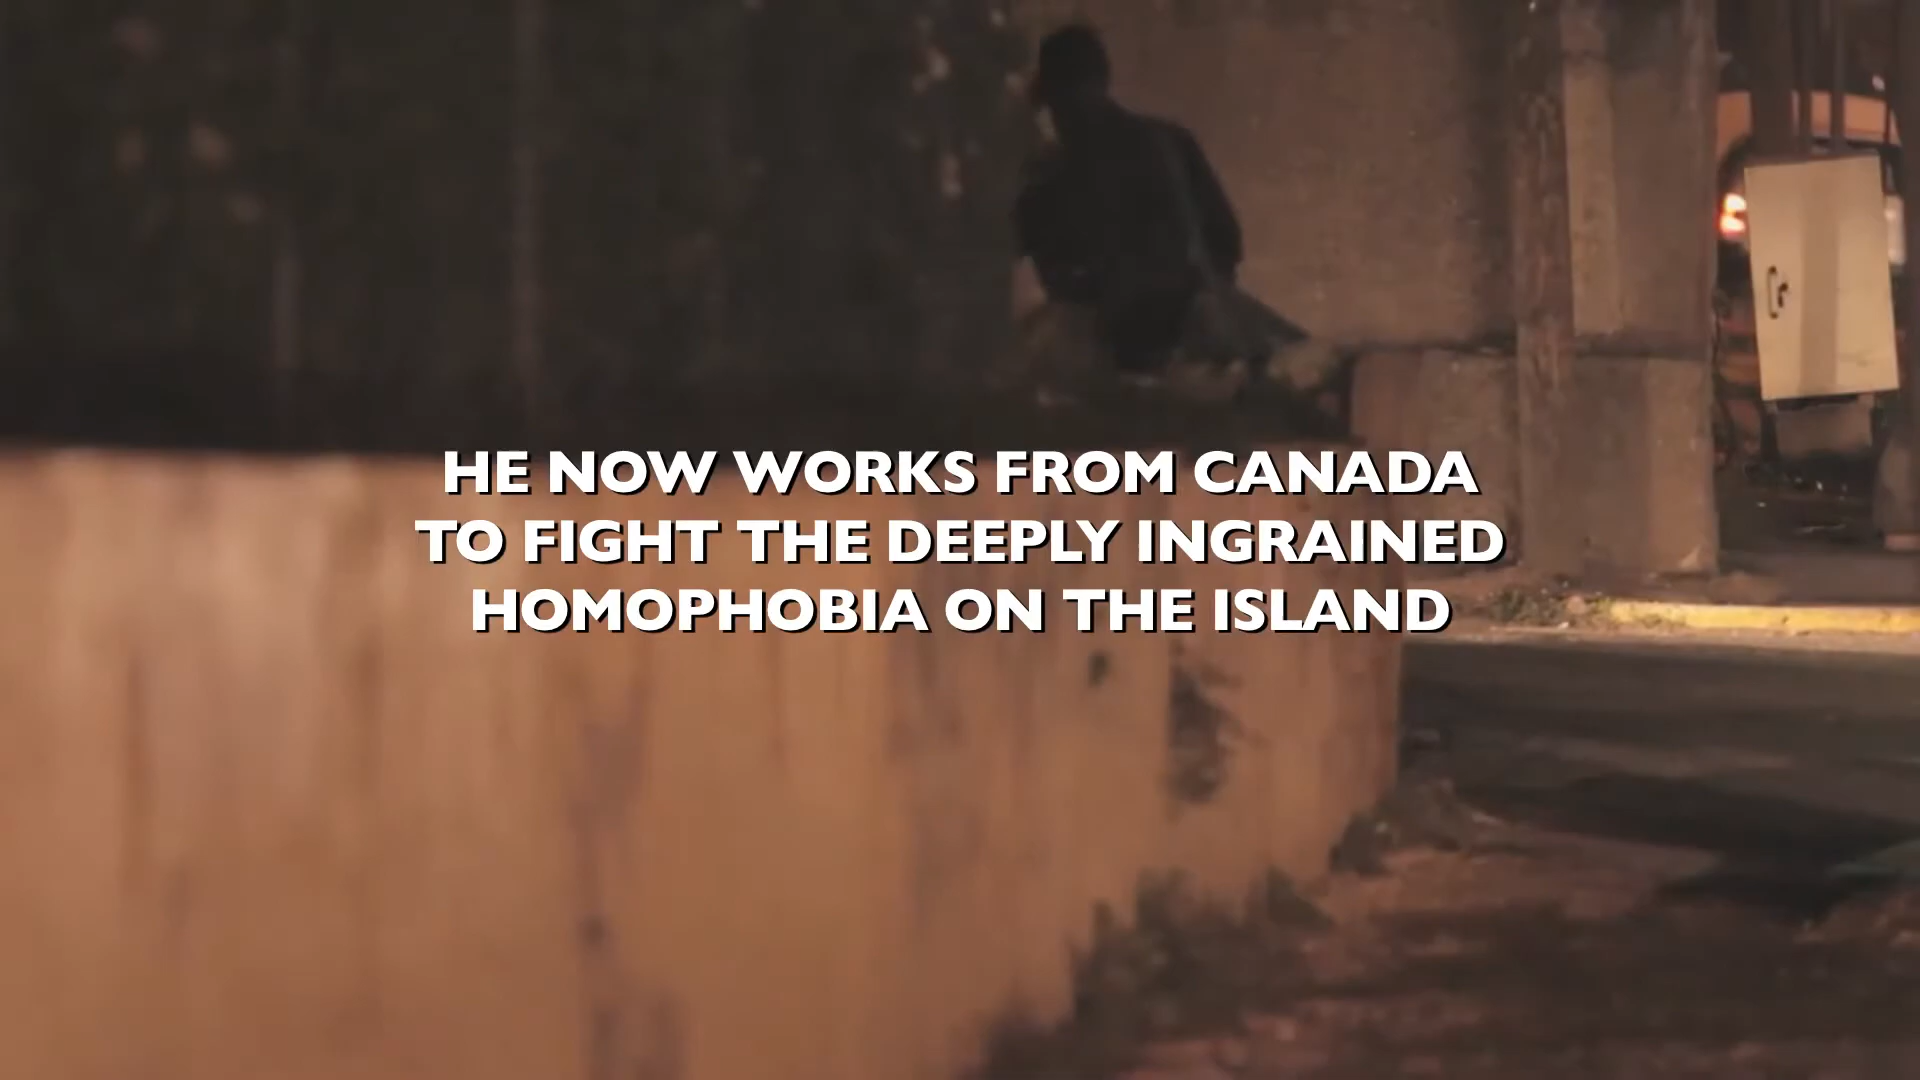 HE NOW WORKS FROM CANADA
TO FIGHT THE DEEPLY INGRAINED
HOMOPHOBIA ON THE ISLAND